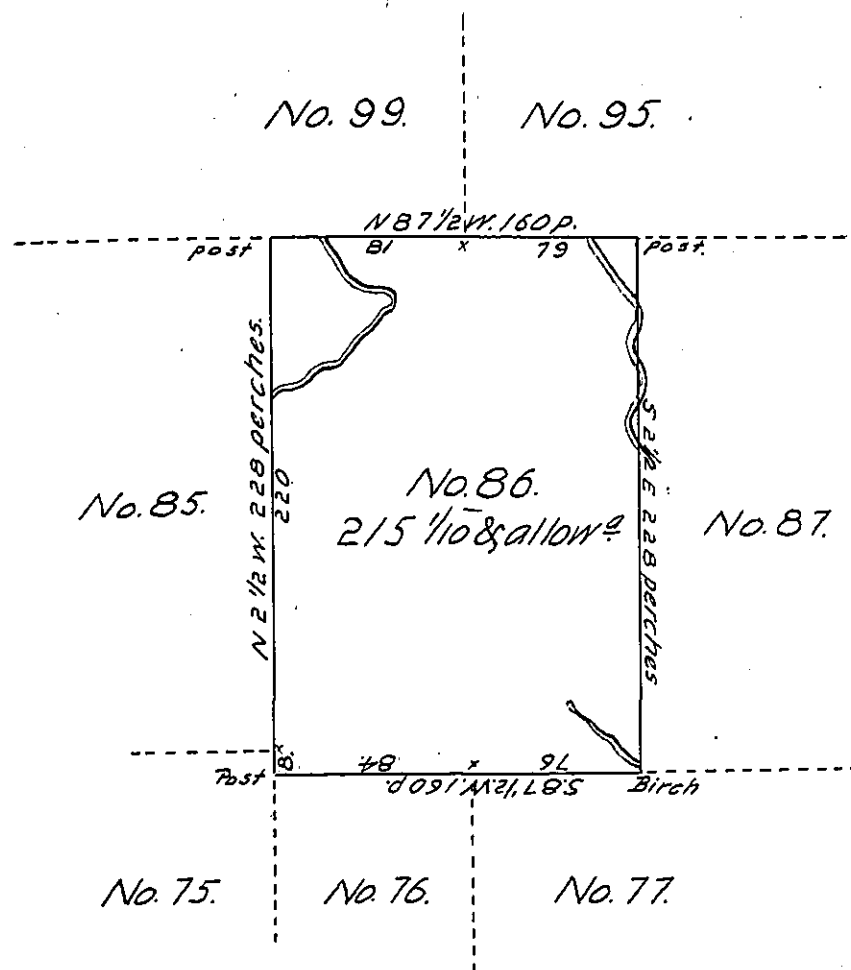 No. 99.
No. 95.
N 87 1/2 W. 160 p.
post
81
x
79
post.
N 2 1/2 W. 228 perches.
220
S 2 1/2 E 228 perches
No. 85.
No. 86.
215 1/10 & allowᵃ
No. 87.
x
8.
84
x
76
Post
S. 87 1/2 W. 160 p.
Birch
No. 75.
No. 76.
No. 77.